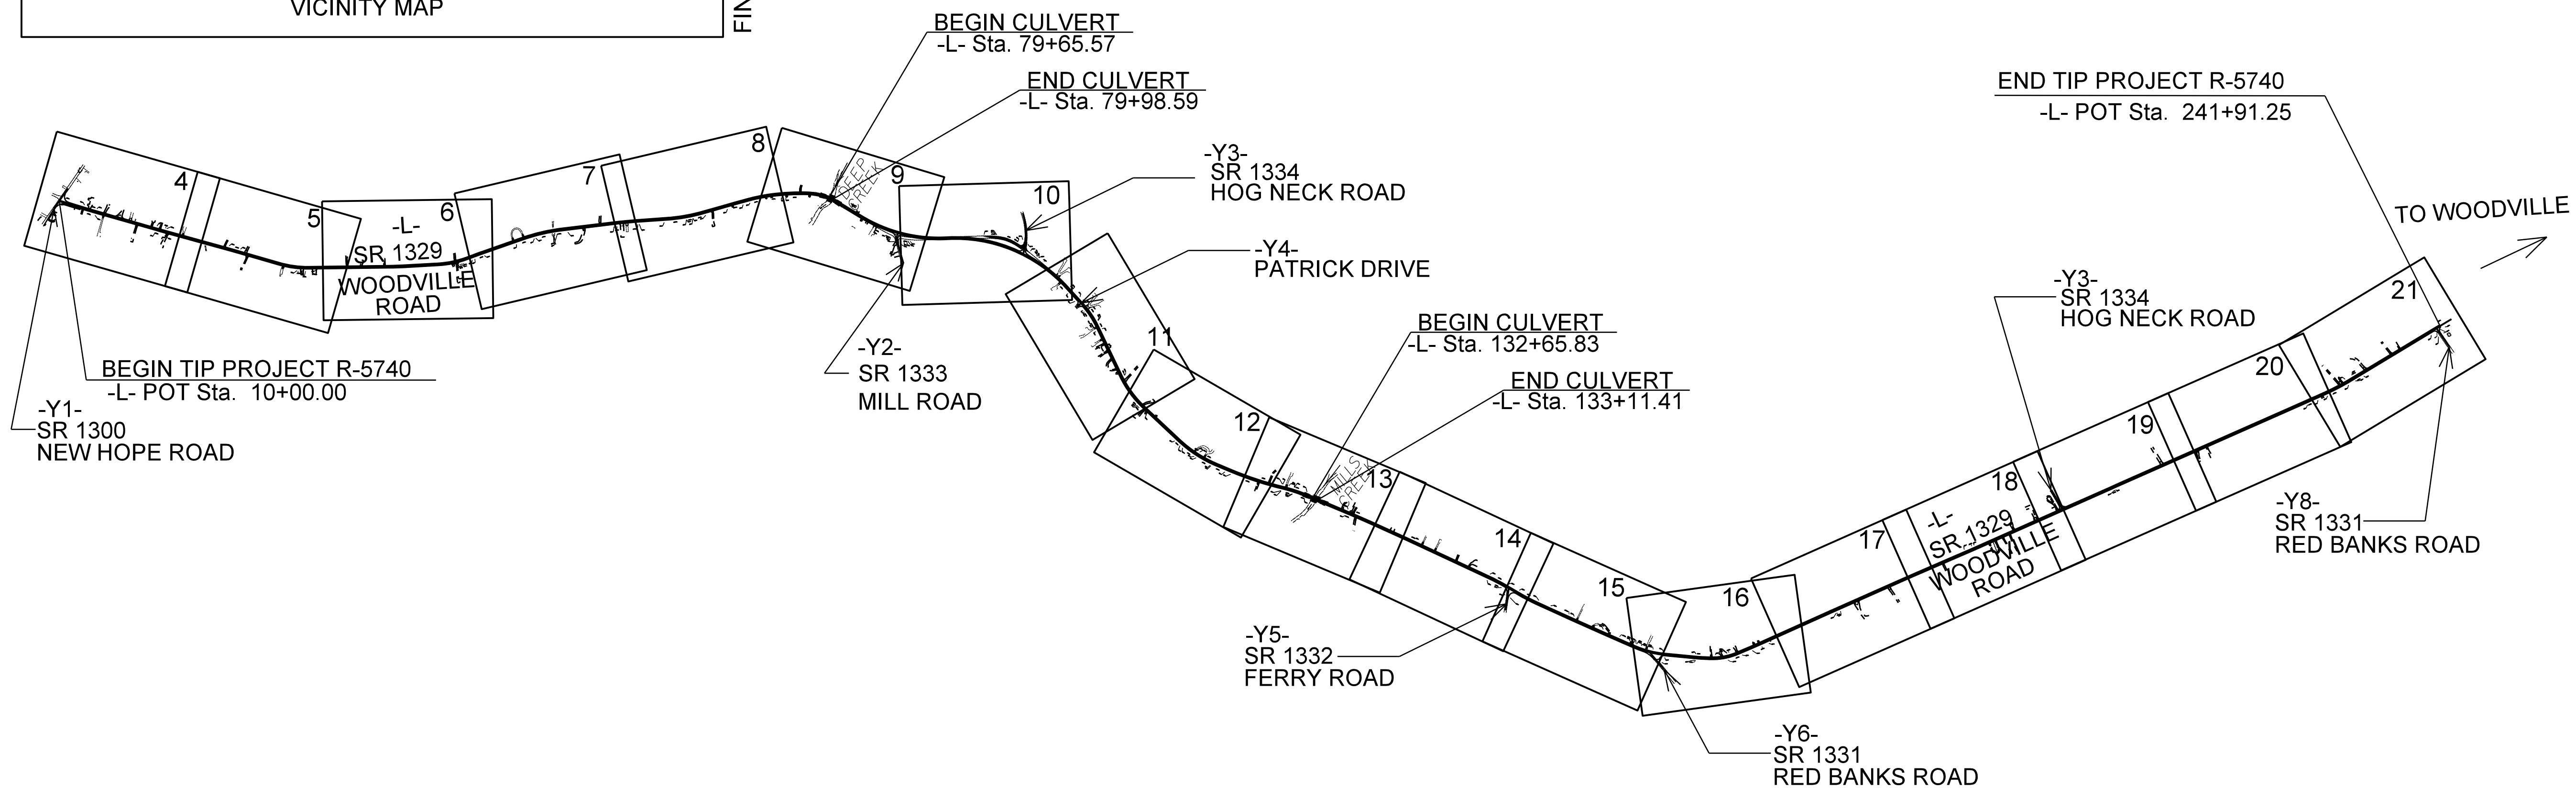 VICINITY MAP
FIN
BEGIN CULVERT
-L- Sta. 79+65.57
END CULVERT
-L- Sta. 79+98.59
END TIP PROJECT R-5740
-L- POT Sta. 241+91.25
-Y3-
SR 1334
HOG NECK ROAD
TO WOODVILLE
4
5
6
7
8
9
10
DEEP
CREEK
-L-
SR 1329
WOODVILLE
ROAD
-Y4-
PATRICK DRIVE
BEGIN TIP PROJECT R-5740
-L- POT Sta. 10+00.00
-Y1-
SR 1300
NEW HOPE ROAD
-Y2-
SR 1333
MILL ROAD
11
BEGIN CULVERT
-L- Sta. 132+65.83
END CULVERT
-L- Sta. 133+11.41
12
MILLS
CREEK
13
14
15
16
17
18
19
20
21
-Y3-
SR 1334
HOG NECK ROAD
-L-
SR 1329
WOODVILLE
ROAD
-Y8-
SR 1331
RED BANKS ROAD
-Y5-
SR 1332
FERRY ROAD
-Y6-
SR 1331
RED BANKS ROAD